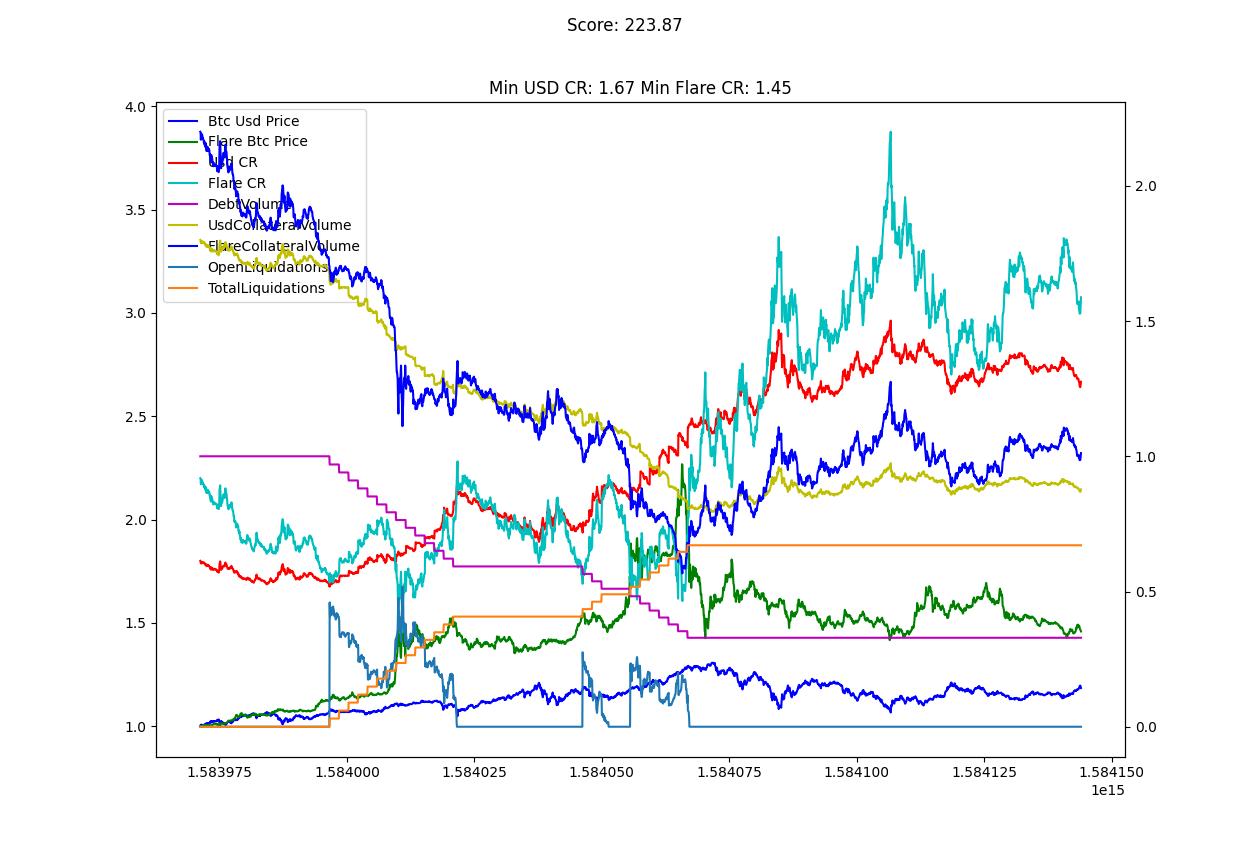 Score: 223.87
Min USD CR: 1.67 Min Flare CR: 1.45
Btc Usd Price
Flare Btc Price
Usd CR
Flare CR
DebtVolume
UsdCollateralVolume
FlareCollateralVolume
OpenLiquidations
TotalLiquidations
4.0
3.5
3.0
2.5
2.0
1.5
1.0
2.0
1.5
1.0
0.5
0.0
1.583975
1.584000
1.584025
1.584050
1.584075
1.584100
1.584125
1.584150
1e15